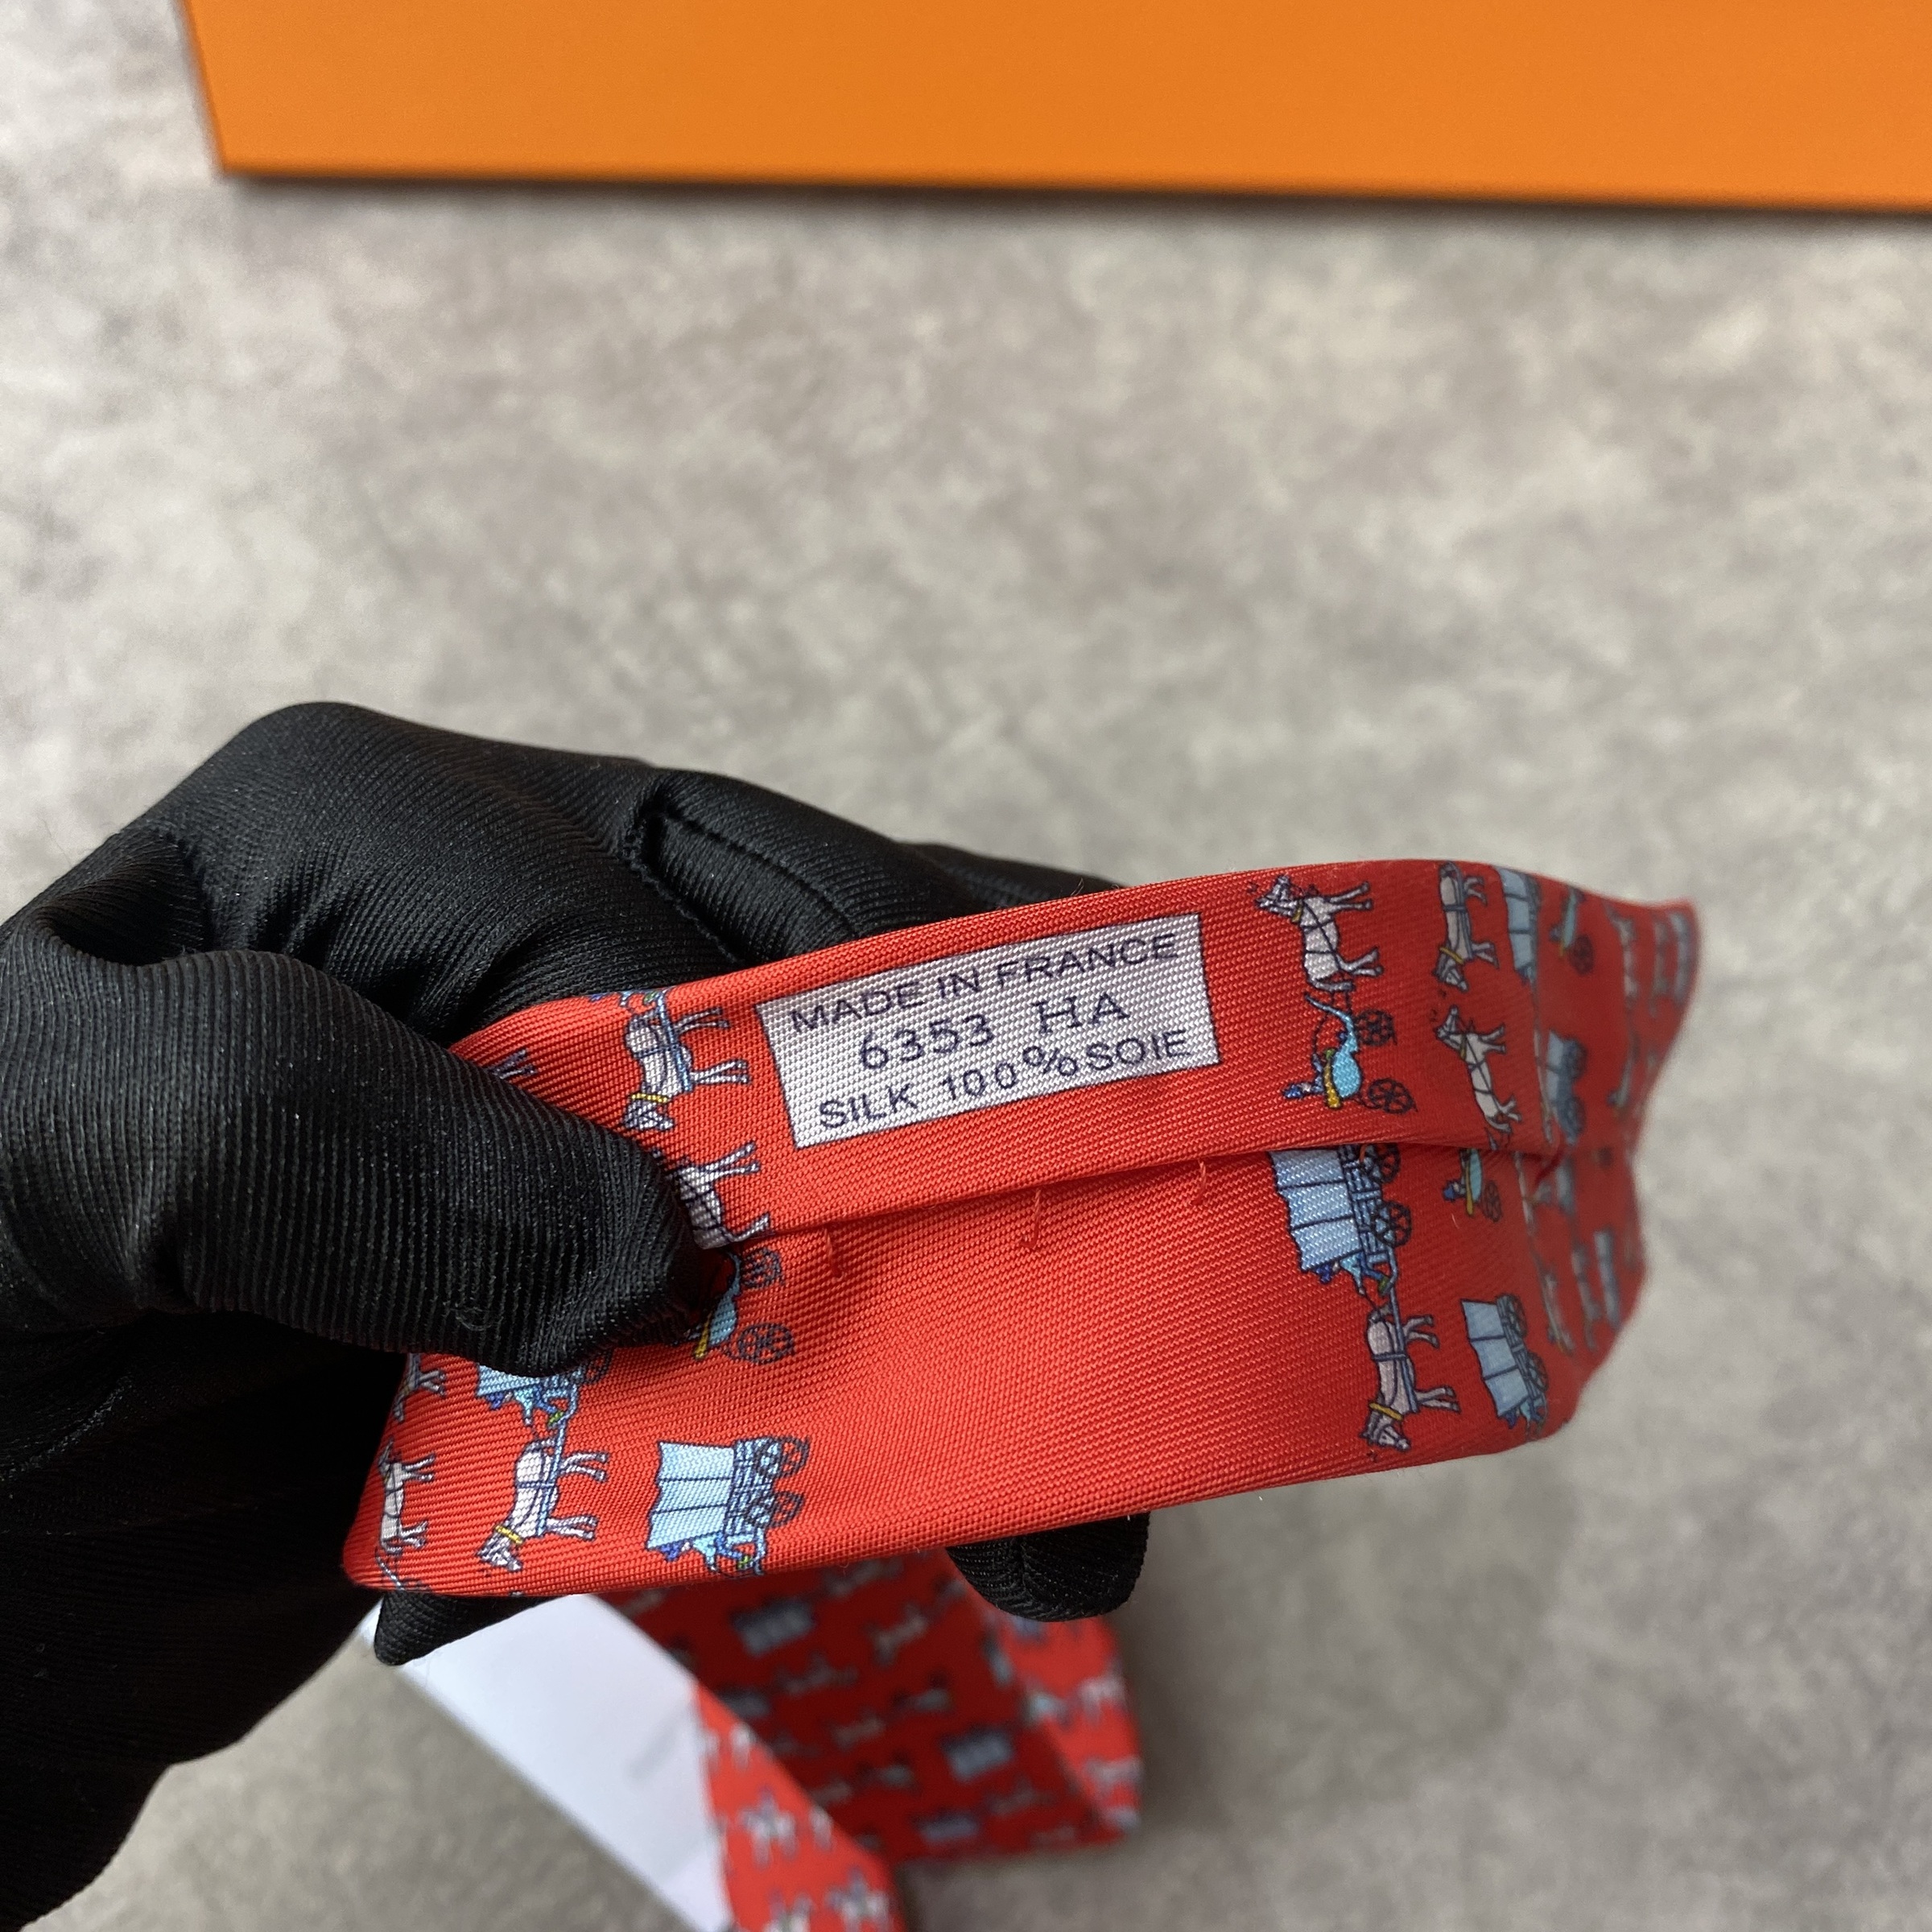 MADE IN FRANCE
6353 HA
SILK 100% SOIE